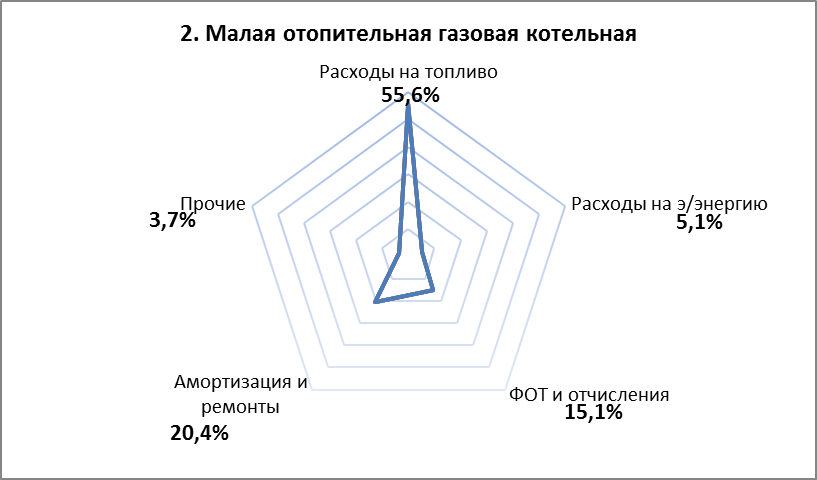 2. Малая отопительная газовая котельная
Расходы на топливо
55,6%
Прочие
3,7%
Расходы на э/энергию
5,1%
Амортизация и
ремонты
20,4%
ФОТ и отчисления
15,1%